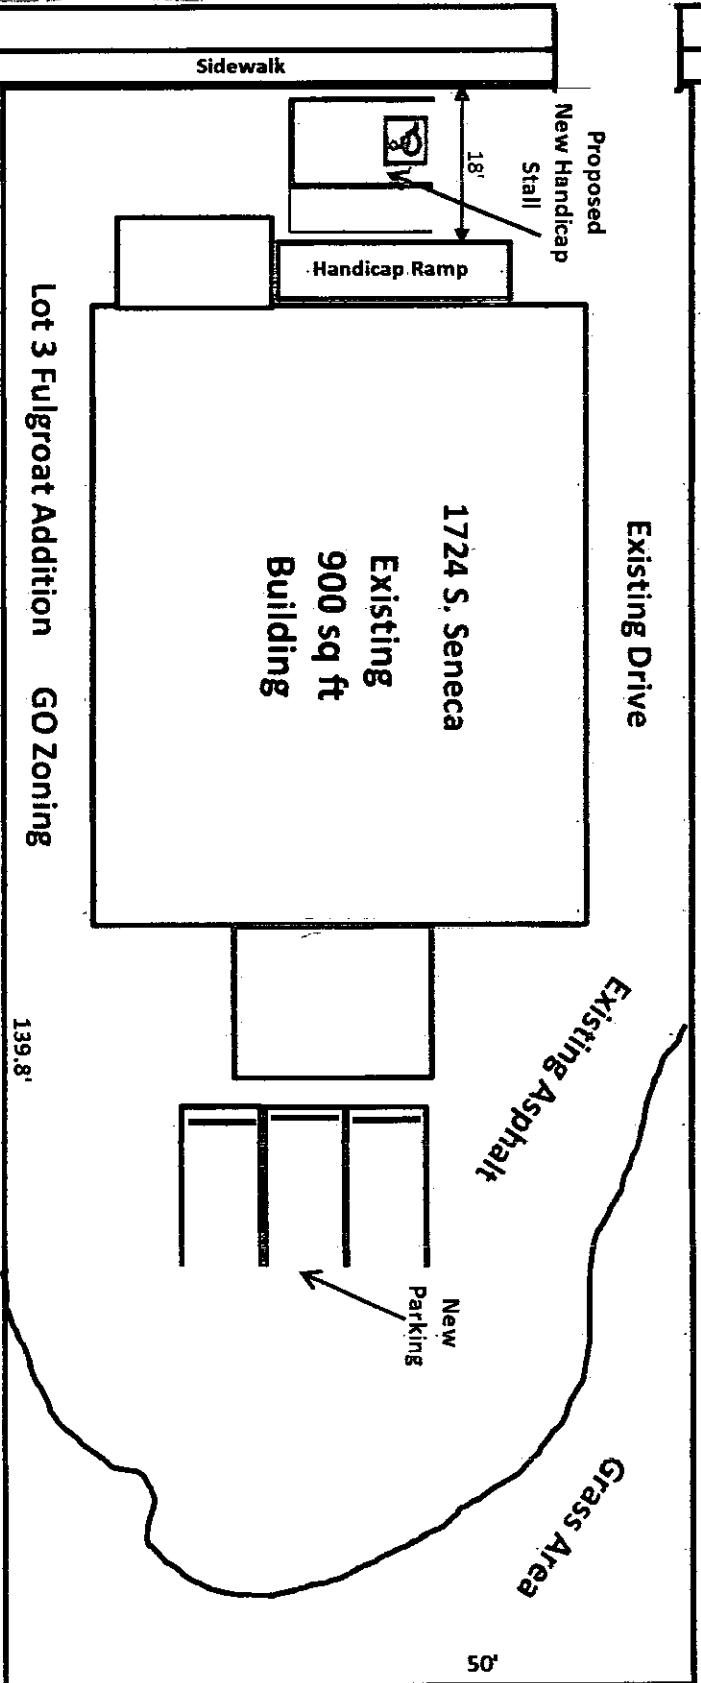 Sidewalk
Proposed
New Handicap
Stall
18'
Handicap Ramp
Existing Drive
1724 S. Seneca
Existing
900 sq ft
Building
Lot 3 Fulgroat Addition GO Zoning
Existing Asphalt
139.8'
New
Parking
Grass Area
50'